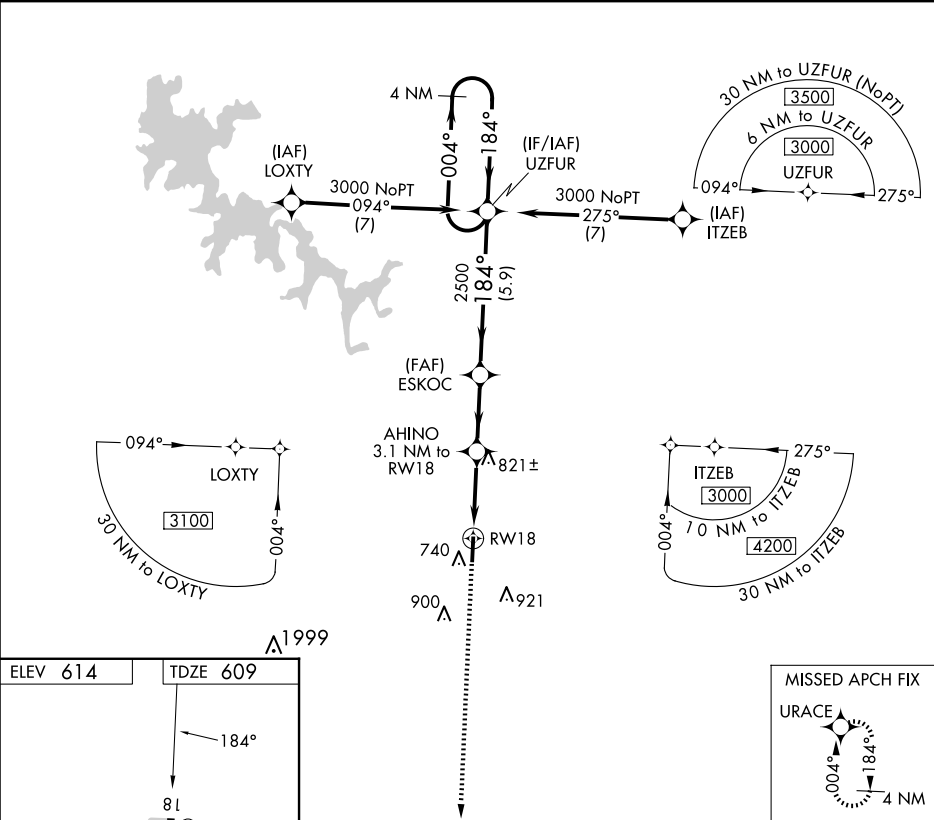 4 NM
004°
184°
(IF/IAF)
UZFUR
(IAF)
LOXTY
3000 NoPT
094°
(7)
3000 NoPT
275°
(7)
(IAF)
ITZEB
30 NM to UZFUR (NoPT)
3500
6 NM to UZFUR
3000
UZFUR
094°
275°
2500
184°
(5.9)
(FAF)
ESKOC
AHINO
3.1 NM to
RW18
821±
RW18
740
900
921
1999
094°
LOXTY
3100
004°
30 NM to LOXTY
275°
ITZEB
3000
10 NM to ITZEB
004°
4200
30 NM to ITZEB
ELEV 614
TDZE 609
184°
18
MISSED APCH FIX
URACE
004°
184°
4 NM